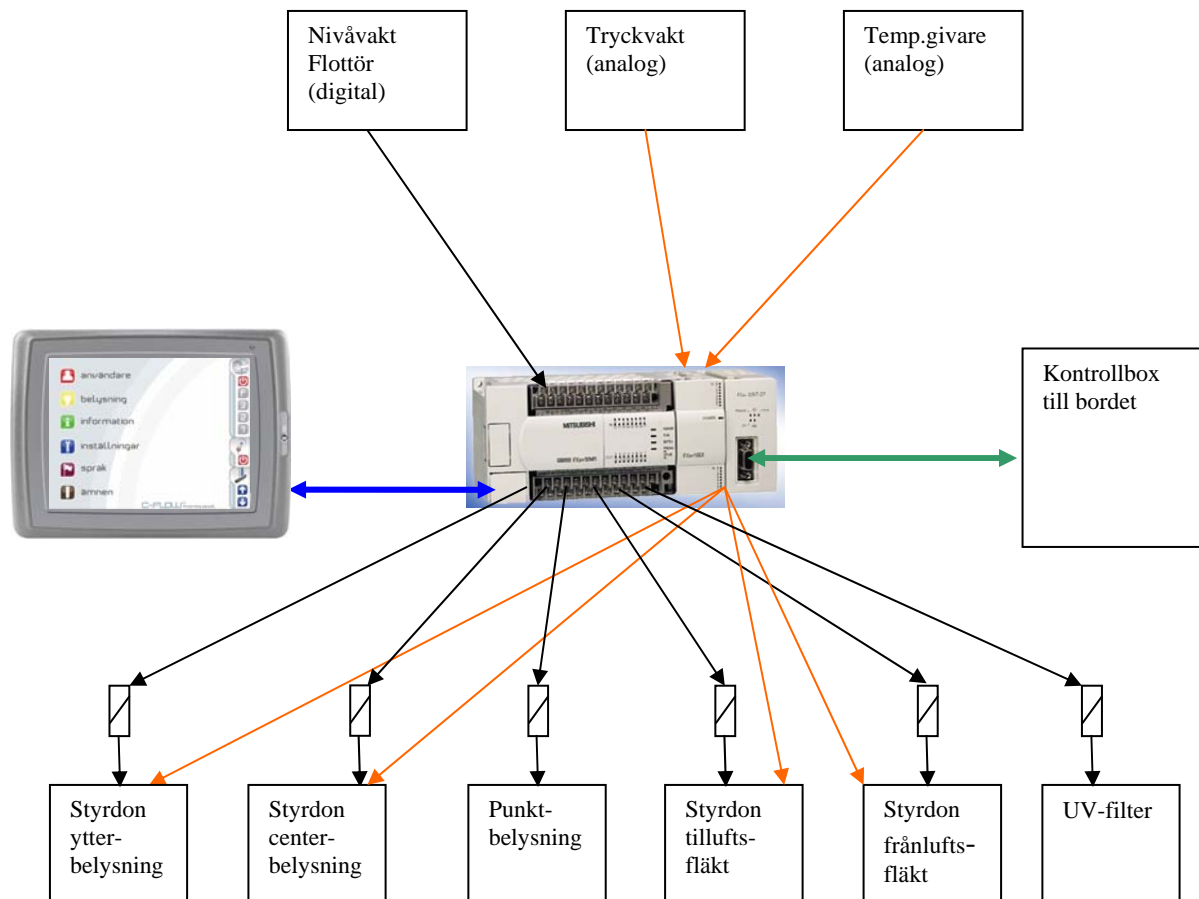 Nivåvakt
Flottör
(digital)
Tryckvakt
(analog)
Temp.givare
(analog)
användare
belysning
information
inställningar
språk
ämnen
C-FLOW
MITSUBISHI
Kontrollbox
till bordet
Styrdon
ytter-
belysning
Styrdon
center-
belysning
Punkt-
belysning
Styrdon
tillufts-
fläkt
Styrdon
frånlufts-
fläkt
UV-filter